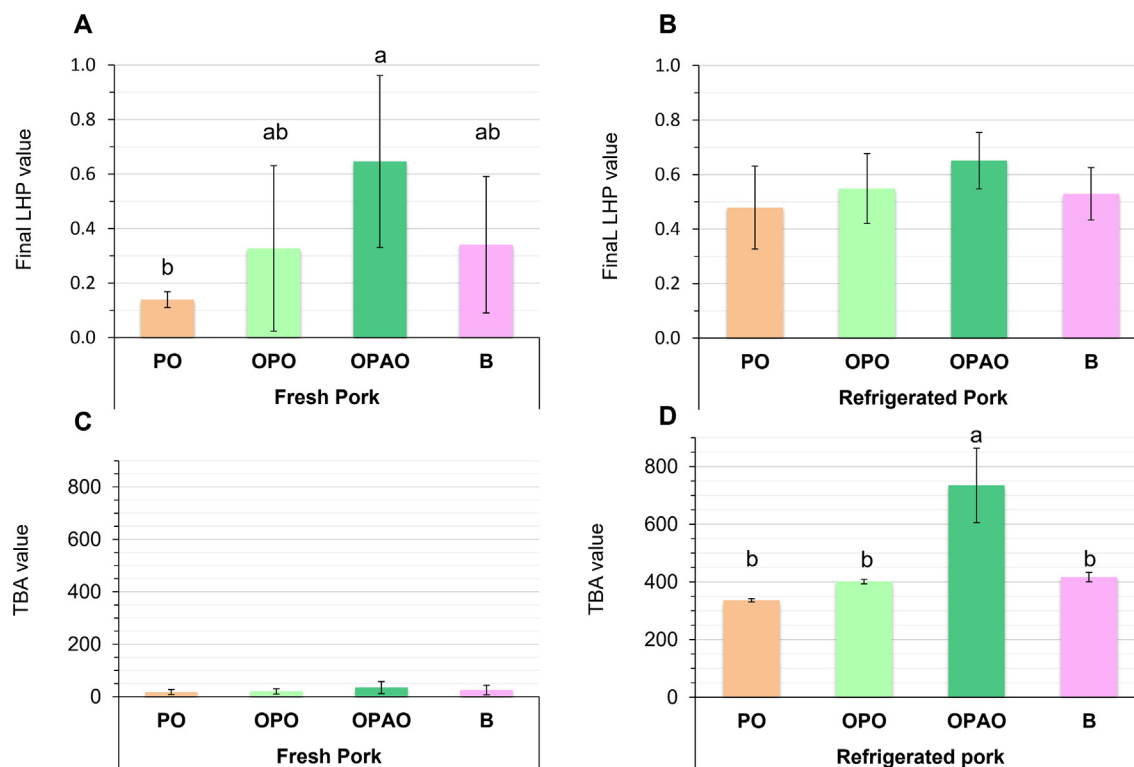 A
Final LHP value
1.0
0.8
0.6
0.4
0.2
0.0
b
ab
a
ab
PO OPO OPAO B
Fresh Pork
B
FinaL LHP value
1.0
0.8
0.6
0.4
0.2
0.0
PO OPO OPAO B
Refrigerated Pork
C
TBA value
800
600
400
200
0
PO OPO OPAO B
Fresh Pork
D
TBA value
800
600
400
200
0
b
b
a
b
PO OPO OPAO B
Refrigerated pork